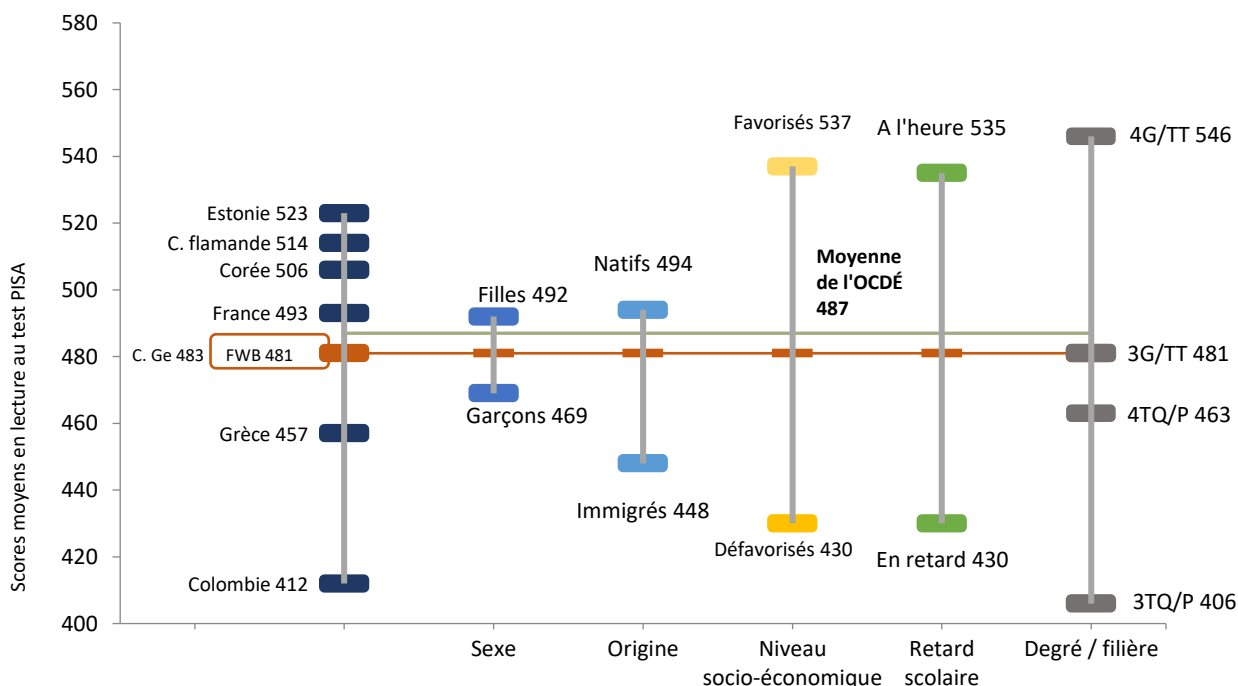 580
560
540
520
500
480
460
440
420
400
Scores moyens en lecture au test PISA
Estonie 523
C. flamande 514
Corée 506
France 493
C. Ge 483
FWB 481
Grèce 457
Colombie 412
Filles 492
Garçons 469
Natifs 494
Immigrés 448
Favorisés 537
Défavorisés 430
Moyenne
de l'OCDÉ
487
A l'heure 535
En retard 430
4G/TT 546
3G/TT 481
4TQ/P 463
3TQ/P 406
Sexe
Origine
Niveau
socio-économique
Retard
scolaire
Degré / filière